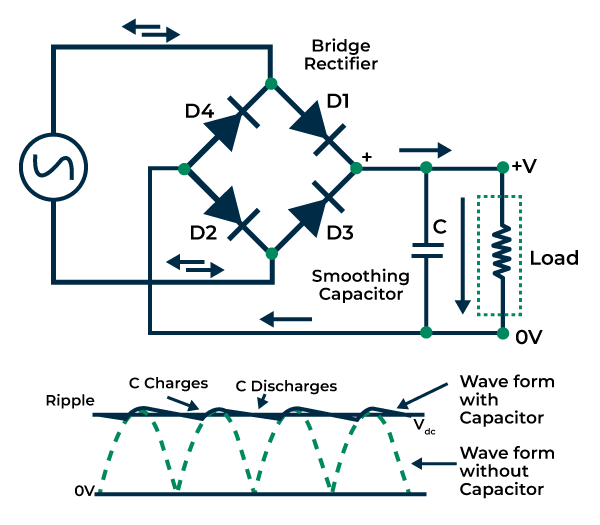 Bridge
Rectifier
D4
D1
+
+V
D2
D3
C
Load
Smoothing
Capacitor
0V
C Charges
C Discharges
Wave form
with
Capacitor
Ripple
Vdc
Wave form
without
Capacitor
0V